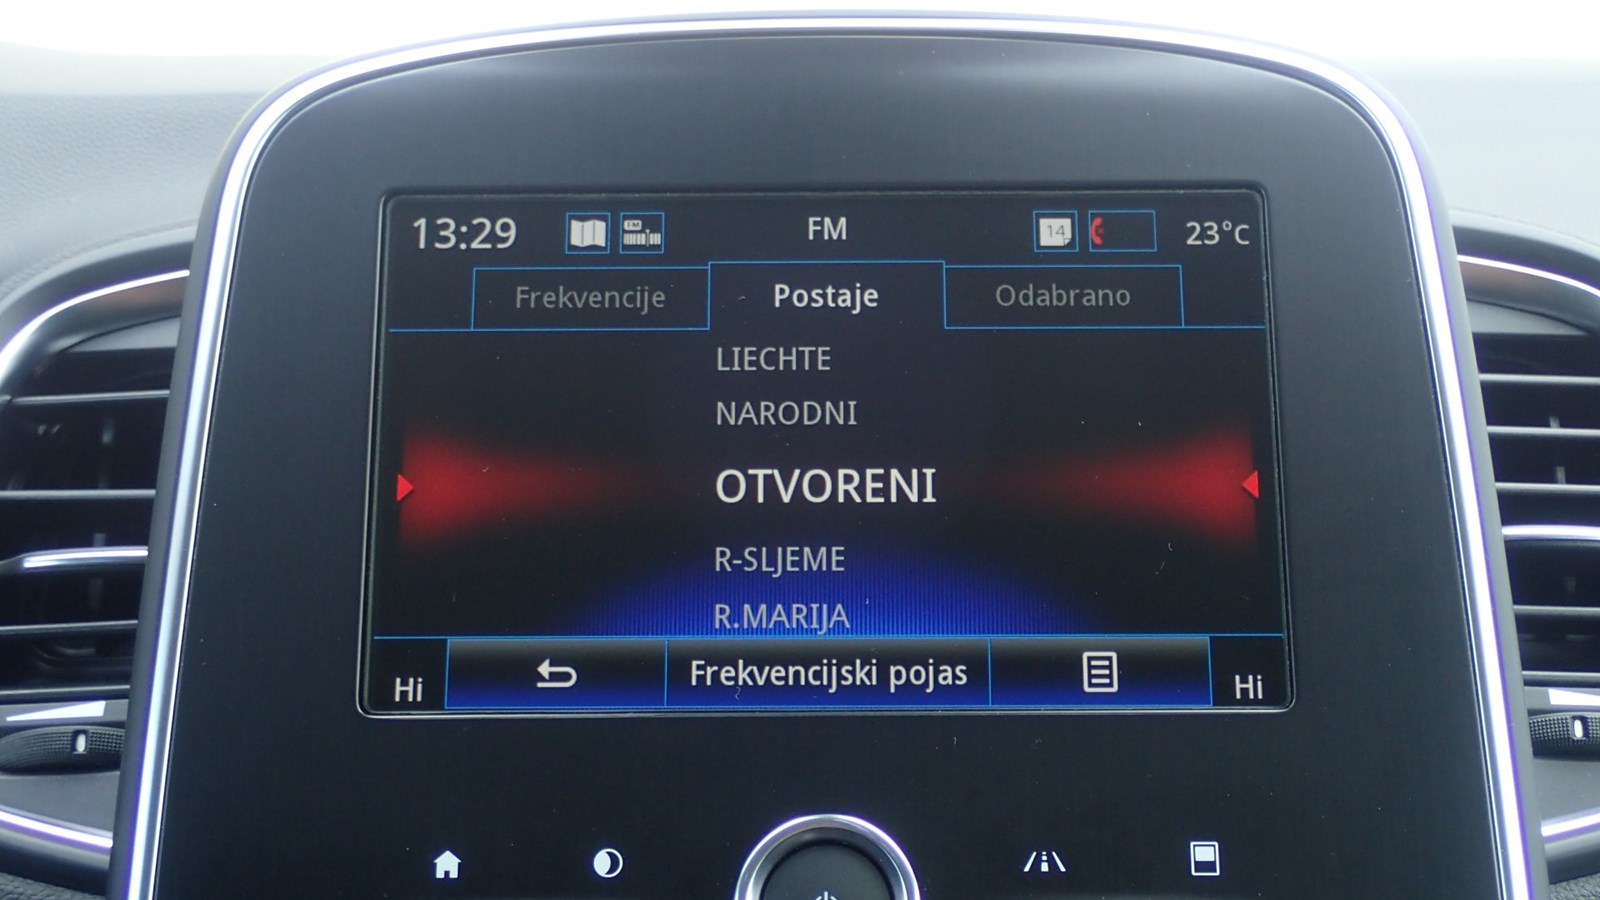 13:29 FM 14 23°C
Frekvencije Postaje Odabrano
LIECHTE
NARODNI
OTVORENI
R-SLJEME
R.MARIJA
Hi Frekvencijski pojas Hi